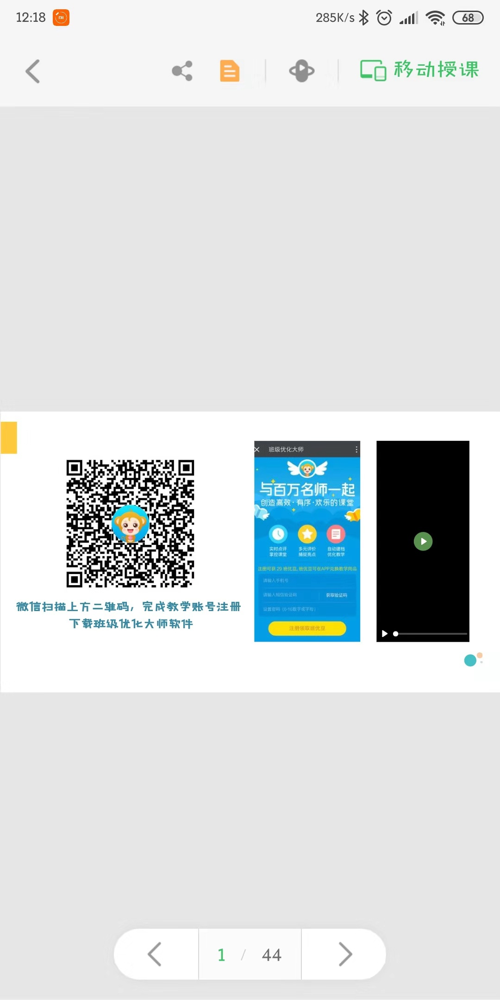 12:18
285K/s
68
移动授课
班级优化大师
与百万名师一起
创造高效·有序·欢乐的课堂
实时点评 多元评价 自动建档
掌控课堂 捕捉亮点 优化教学
注册可获 29 班优豆, 班优豆可在APP兑换教学用品
请输入手机号
请输入短信验证码 获取验证码
设置密码（6-16数字或字母）
注册领取班优豆
微信扫描上方二维码，完成教学账号注册
下载班级优化大师软件
1 / 44